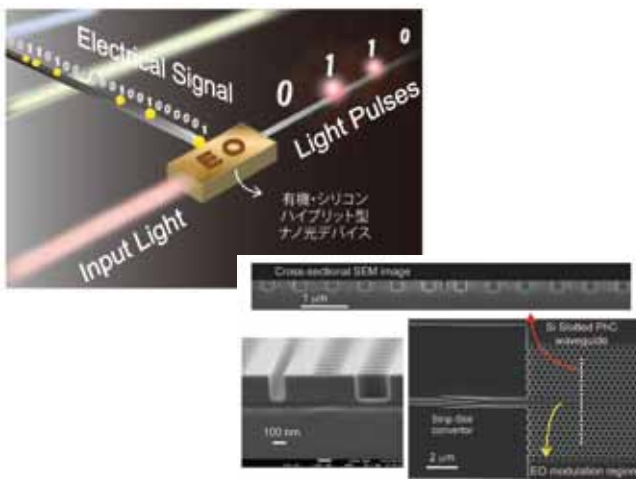 Electrical Signal
0
1
1
0
Light Pulses
EO
Input Light
有機・シリコン
ハイブリット型
ナノ光デバイス
Cross-sectional SEM image
1 μm
Si Slotted PhC
waveguide
100 nm
Strip-Slot
convertor
2 μm
EO modulation region